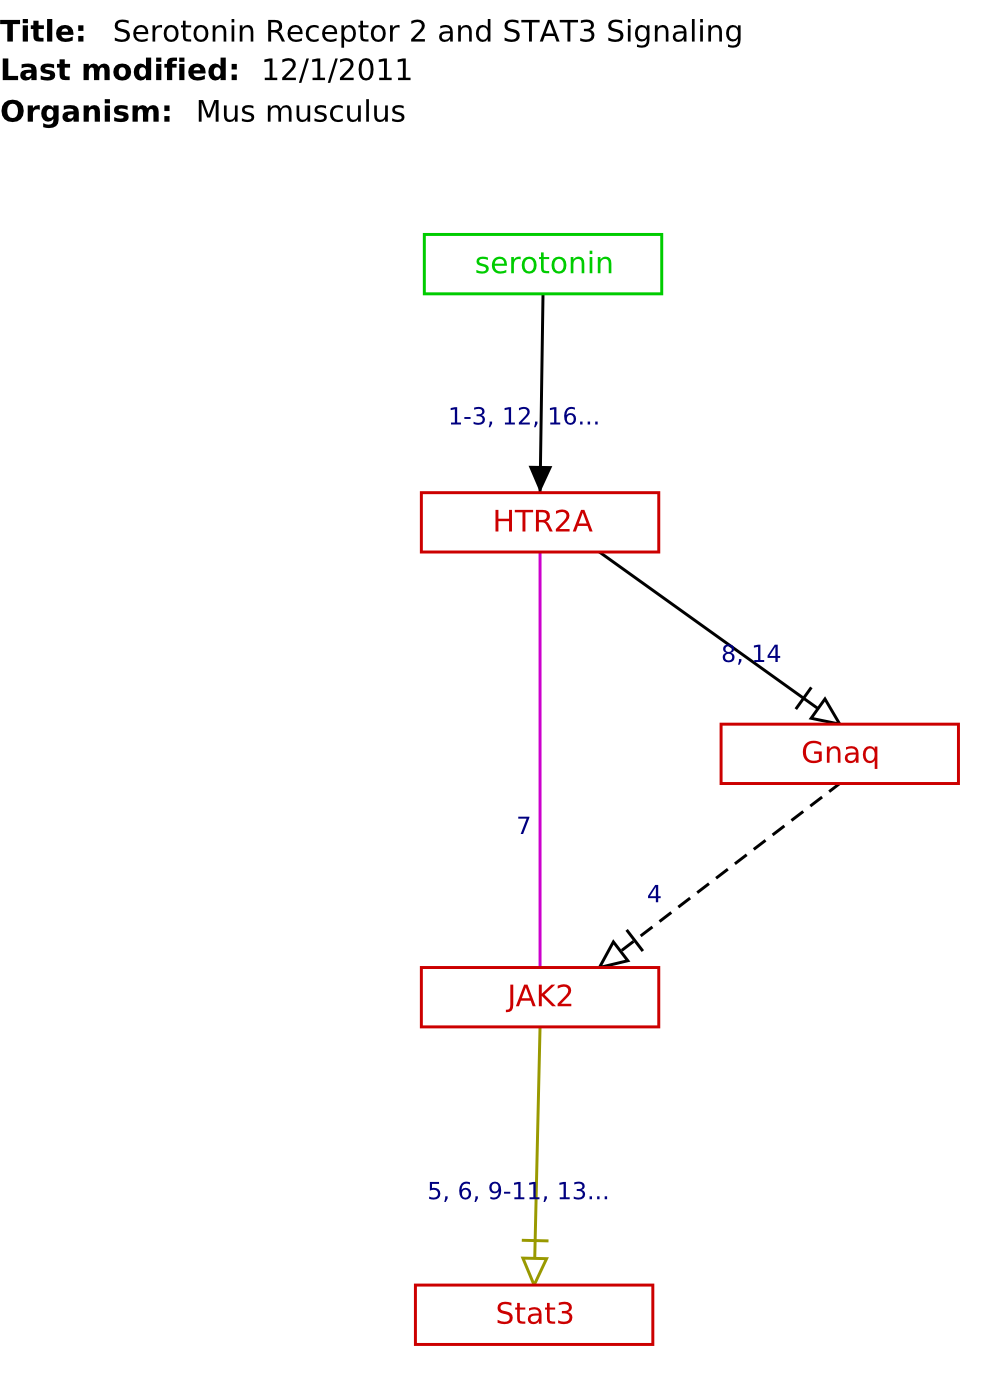 Title: Serotonin Receptor 2 and STAT3 Signaling
Last modified: 12/1/2011
Organism: Mus musculus
serotonin
1-3, 12, 16...
HTR2A
8, 14
Gnaq
7
4
JAK2
5, 6, 9-11, 13...
Stat3